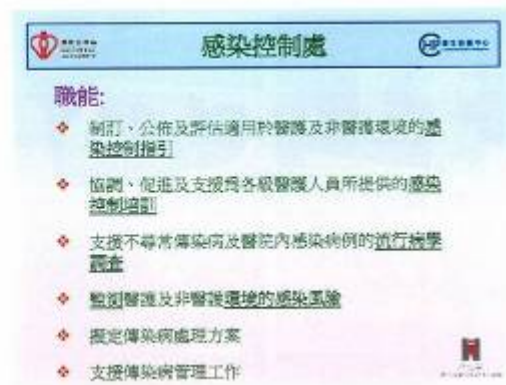 感染控制處
職能:
制訂、公佈及評估適用於醫護及非醫護環境的感
染控制指引
協調、促進及支援為各級醫護人員所提供的感染
控制培訓
支援不尋常傳染病及醫院內感染病例的流行病學
調查
監測醫護及非醫護環境的感染風險
擬定傳染病處理方案
支援傳染病管理工作